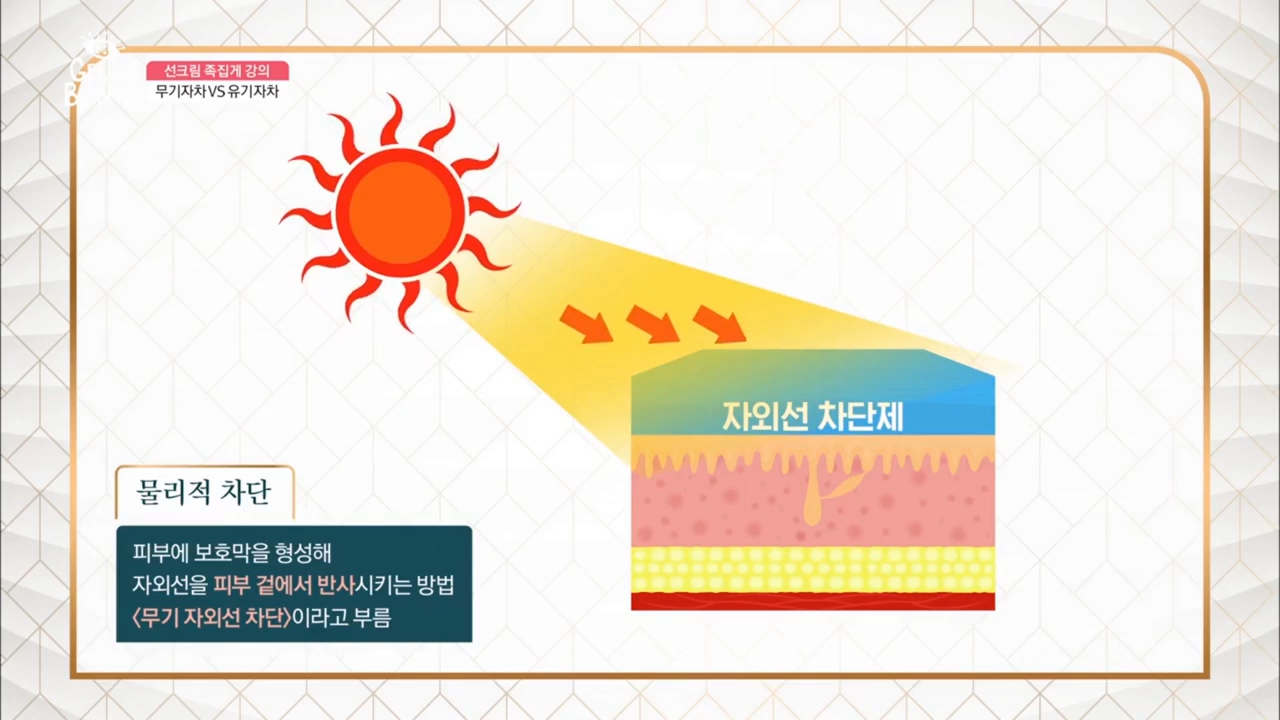 선크림 족집게 강의
무기자차 VS 유기자차
자외선 차단제
물리적 차단
피부에 보호막을 형성해
자외선을 피부 겉에서 반사시키는 방법
〈무기 자외선 차단〉이라고 부름